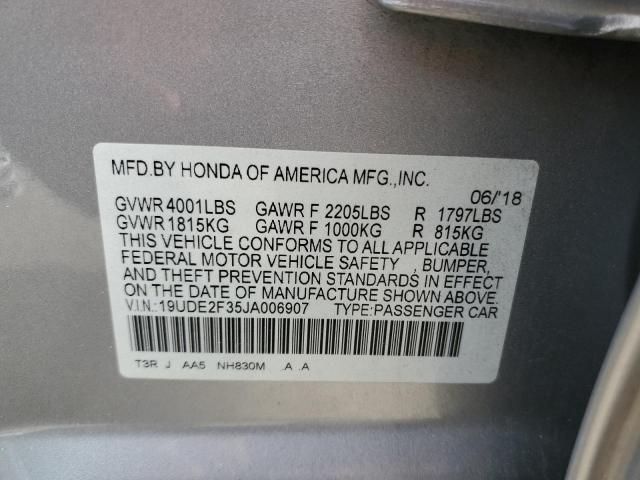 MFD.BY HONDA OF AMERICA MFG.,INC.
06/'18
GVWR 4001LBS GAWR F 2205LBS R 1797LBS
GVWR 1815KG GAWR F 1000KG R 815KG
THIS VEHICLE CONFORMS TO ALL APPLICABLE
FEDERAL MOTOR VEHICLE SAFETY , BUMPER,
AND THEFT PREVENTION STANDARDS IN EFFECT
ON THE DATE OF MANUFACTURE SHOWN ABOVE.
V.I.N.: 19UDE2F35JA006907 TYPE:PASSENGER CAR
T3R J AA5 NH830M .A .A